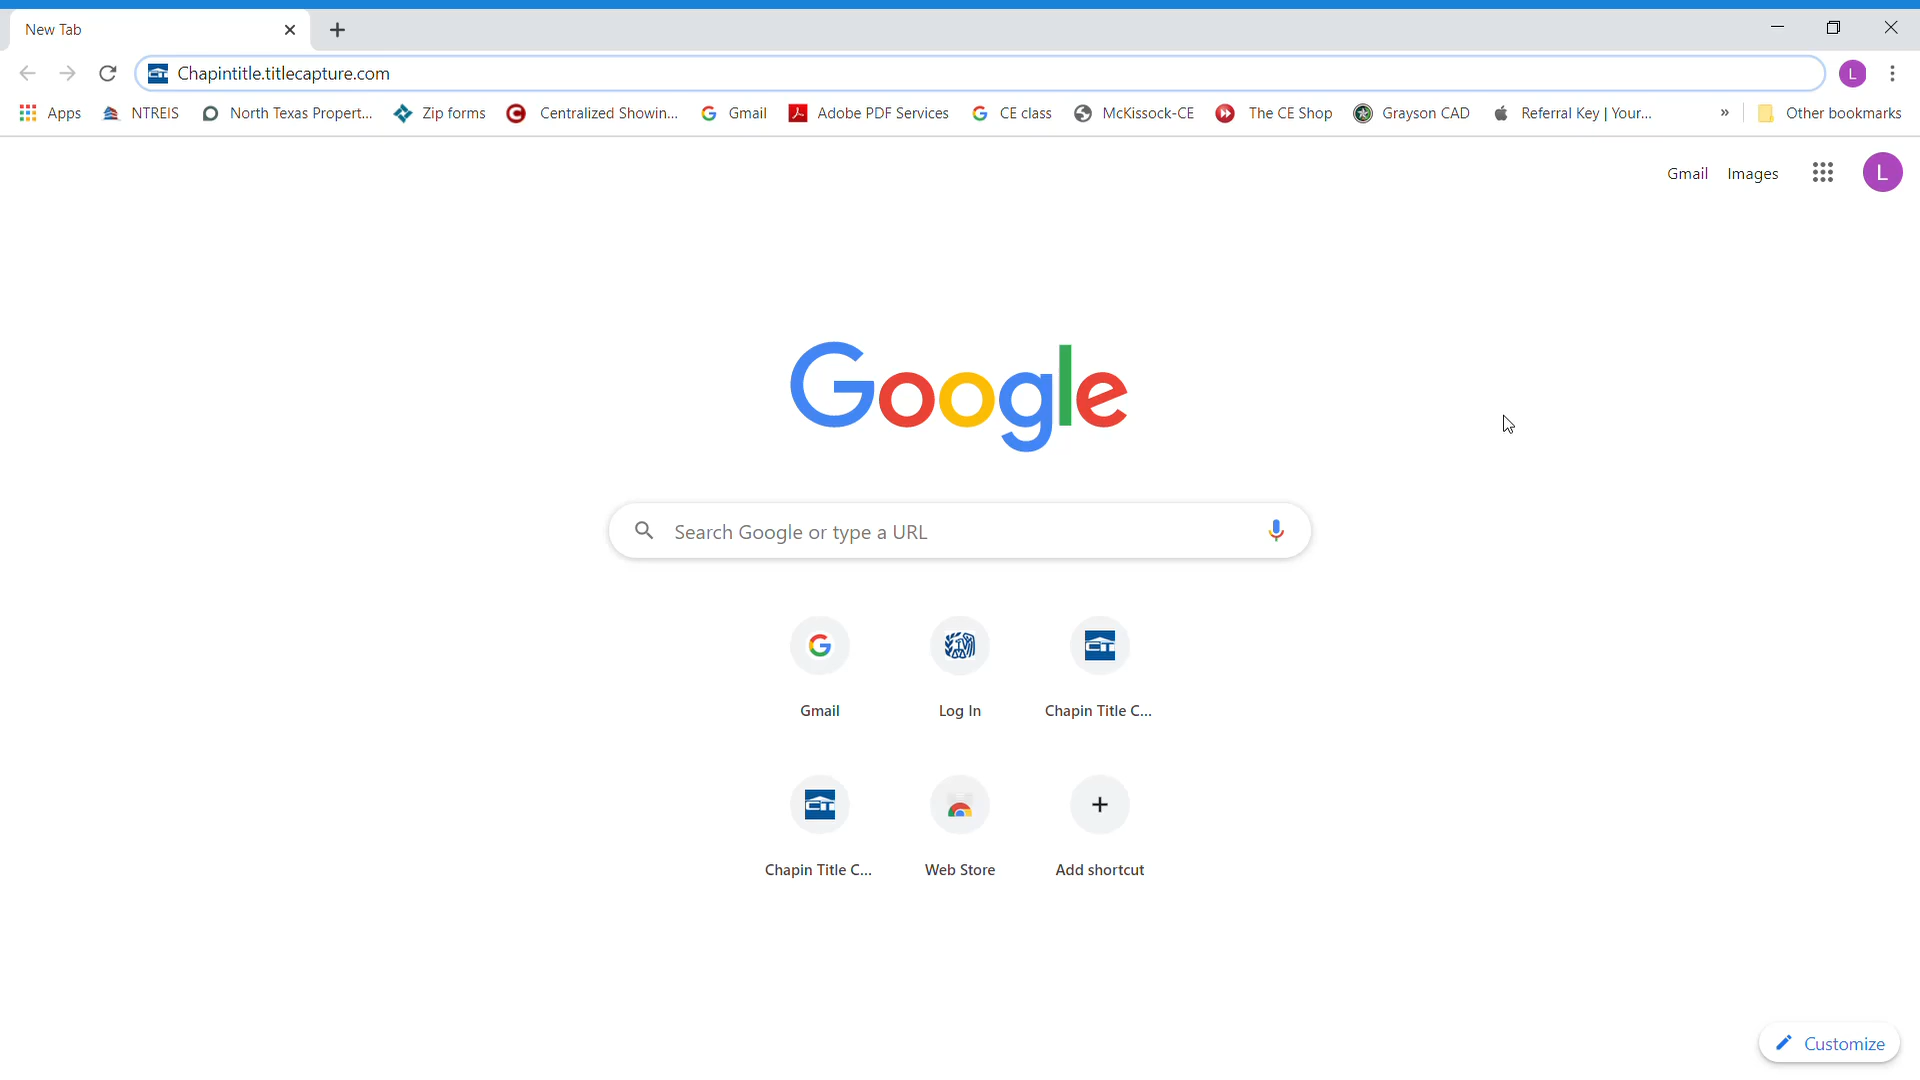 New Tab
Chapintitle.titlecapture.com
L
Apps NTREIS North Texas Propert... Zip forms Centralized Showin... Gmail Adobe PDF Services CE class McKissock-CE The CE Shop Grayson CAD Referral Key | Your... » Other bookmarks
Gmail Images L
Google
Search Google or type a URL
CT
Gmail Log In Chapin Title C...
CT
Chapin Title C... Web Store Add shortcut
Customize